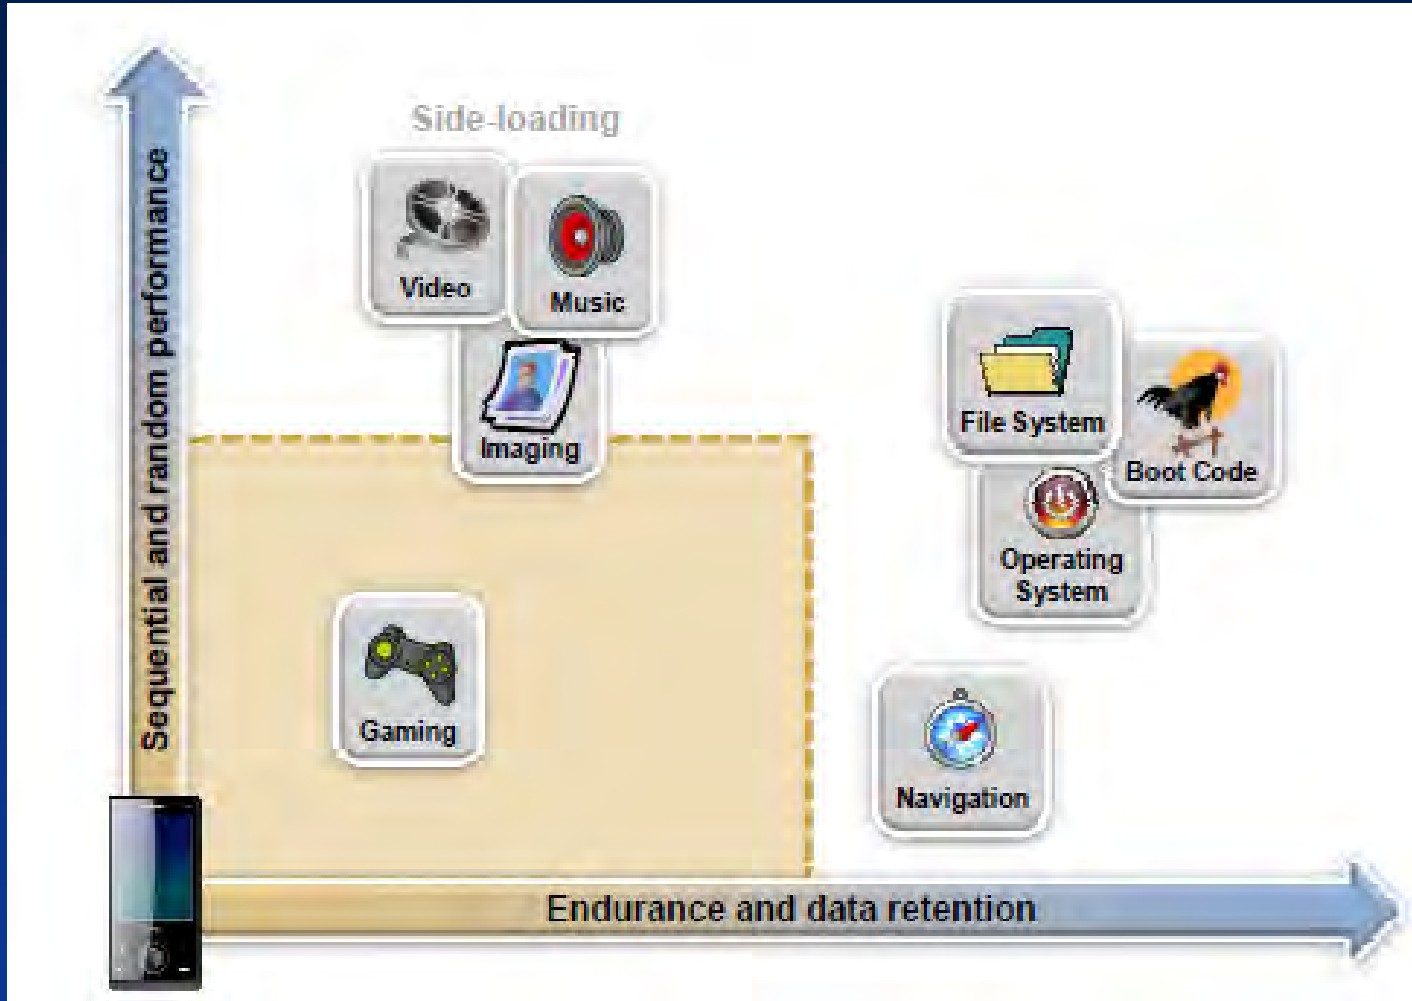 Side-loading
Video
Music
Imaging
File System
Boot Code
Operating
System
Gaming
Navigation
Sequential and random performance
Endurance and data retention